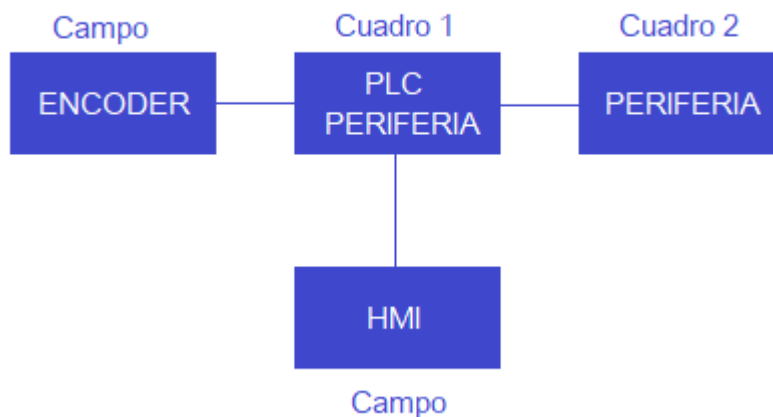 Campo
Cuadro 1
Cuadro 2
ENCODER
PLC
PERIFERIA
PERIFERIA
HMI
Campo